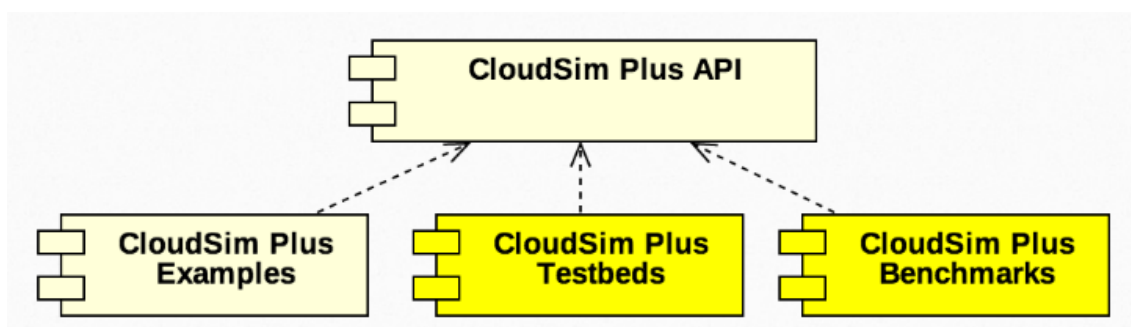 CloudSim Plus API
CloudSim Plus
Examples
CloudSim Plus
Testbeds
CloudSim Plus
Benchmarks